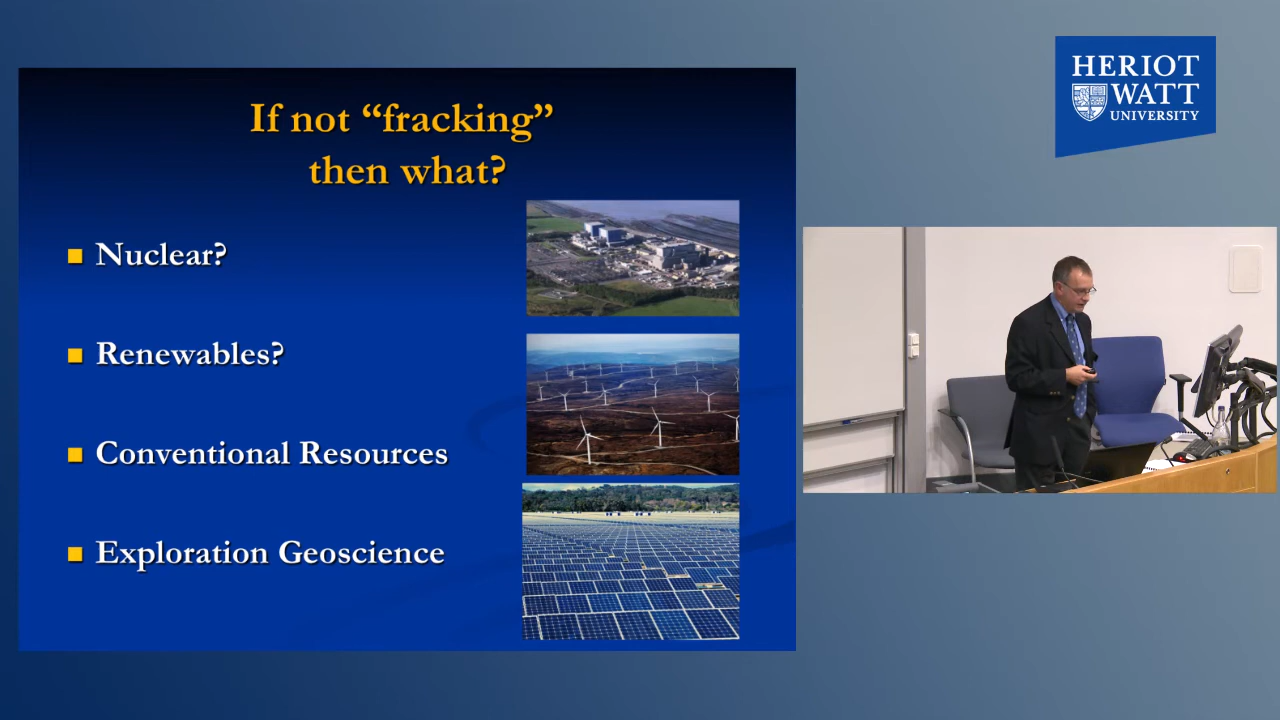 If not “fracking”
then what?
Nuclear?
Renewables?
Conventional Resources
Exploration Geoscience
HERIOT
WATT
UNIVERSITY